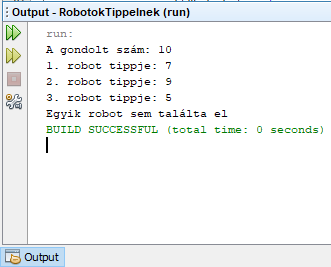 Output - RobotokTippelnek (run)
run:
A gondolt szám: 10
1. robot tippje: 7
2. robot tippje: 9
3. robot tippje: 5
Egyik robot sem találta el
BUILD SUCCESSFUL (total time: 0 seconds)
Output